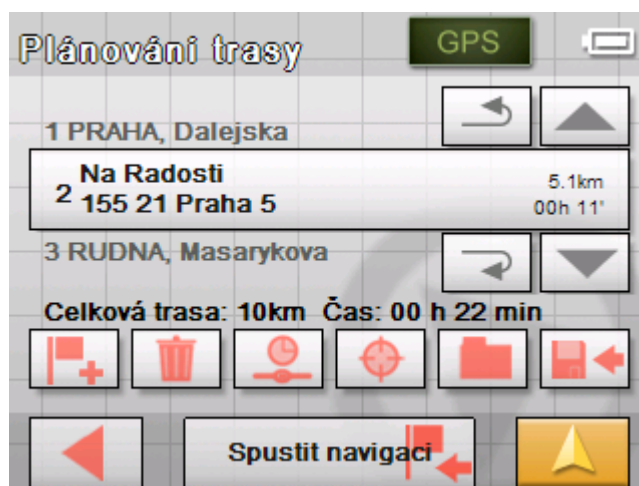 Plánování trasy
GPS
1 PRAHA, Dalejska
2 Na Radosti
155 21 Praha 5
5.1km
00h 11'
3 RUDNA, Masarykova
Celková trasa: 10km Čas: 00 h 22 min
Spustit navigaci